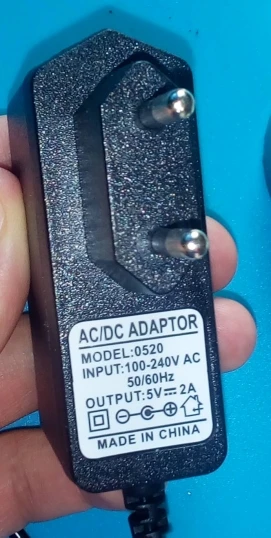 AC/DC ADAPTOR
MODEL:0520
INPUT:100-240V AC
50/60Hz
OUTPUT:5V⎓2A
MADE IN CHINA